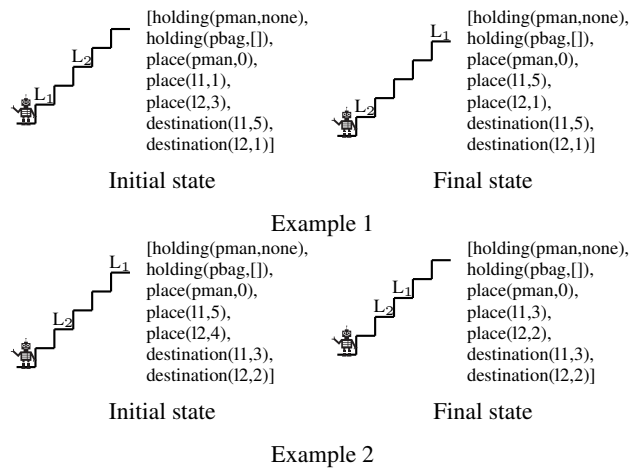 L₁
L₂
[holding(pman,none),
holding(pbag,[]),
place(pman,0),
place(l1,1),
place(l2,3),
destination(l1,5),
destination(l2,1)]
Initial state
L₁
L₂
[holding(pman,none),
holding(pbag,[]),
place(pman,0),
place(l1,5),
place(l2,1),
destination(l1,5),
destination(l2,1)]
Final state
Example 1
L₁
L₂
[holding(pman,none),
holding(pbag,[]),
place(pman,0),
place(l1,5),
place(l2,4),
destination(l1,3),
destination(l2,2)]
Initial state
L₁
L₂
[holding(pman,none),
holding(pbag,[]),
place(pman,0),
place(l1,3),
place(l2,2),
destination(l1,3),
destination(l2,2)]
Final state
Example 2